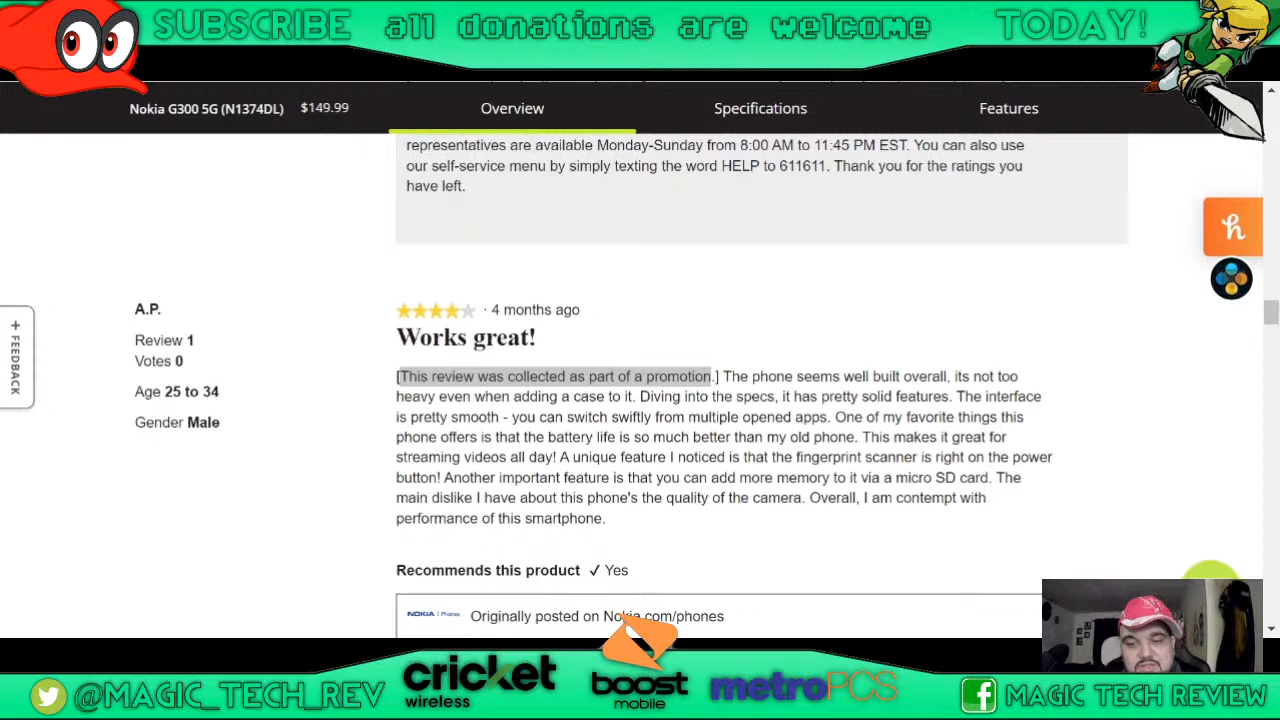 SUBSCRIBE all donations are welcome TODAY!
Nokia G300 5G (N1374DL) $149.99 Overview Specifications Features
representatives are available Monday-Sunday from 8:00 AM to 11:45 PM EST. You can also use
our self-service menu by simply texting the word HELP to 611611. Thank you for the ratings you
have left.
h
+ FEEDBACK
A.P.
Review 1
Votes 0
Age 25 to 34
Gender Male
· 4 months ago
Works great!
[This review was collected as part of a promotion.] The phone seems well built overall, its not too
heavy even when adding a case to it. Diving into the specs, it has pretty solid features. The interface
is pretty smooth - you can switch swiftly from multiple opened apps. One of my favorite things this
phone offers is that the battery life is so much better than my old phone. This makes it great for
streaming videos all day! A unique feature I noticed is that the fingerprint scanner is right on the power
button! Another important feature is that you can add more memory to it via a micro SD card. The
main dislike I have about this phone's the quality of the camera. Overall, I am contempt with
performance of this smartphone.
Recommends this product ✓ Yes
NOKIA | Phones Originally posted on Nokia.com/phones
@MAGIC_TECH_REV
cricket
wireless
boost
mobile
metroPCS
f MAGIC TECH REVIEW